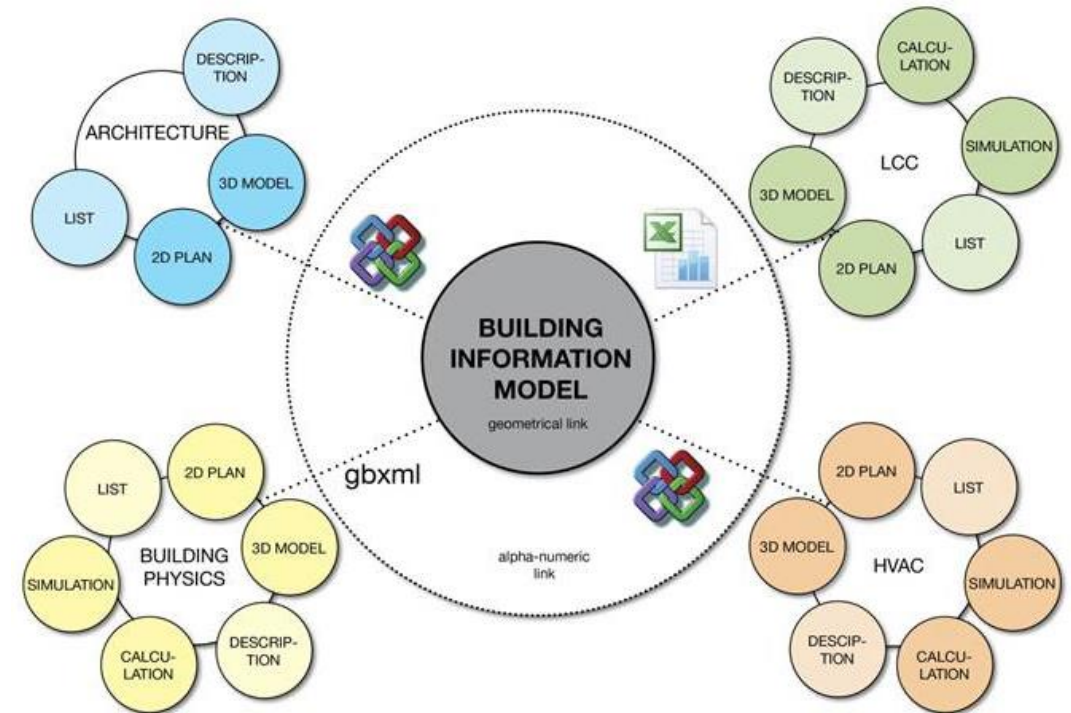 DESCRIP-
TION
ARCHITECTURE
3D MODEL
LIST
2D PLAN
CALCU-
LATION
DESCRIP-
TION
SIMULATION
LCC
3D MODEL
LIST
2D PLAN
X
BUILDING
INFORMATION
MODEL
geometrical link
gbxml
alpha-numeric
link
2D PLAN
LIST
3D MODEL
BUILDING
PHYSICS
SIMULATION
DESCRIP-
TION
CALCU-
LATION
2D PLAN
LIST
3D MODEL
HVAC
SIMULATION
DESCIP-
TION
CALCU-
LATION